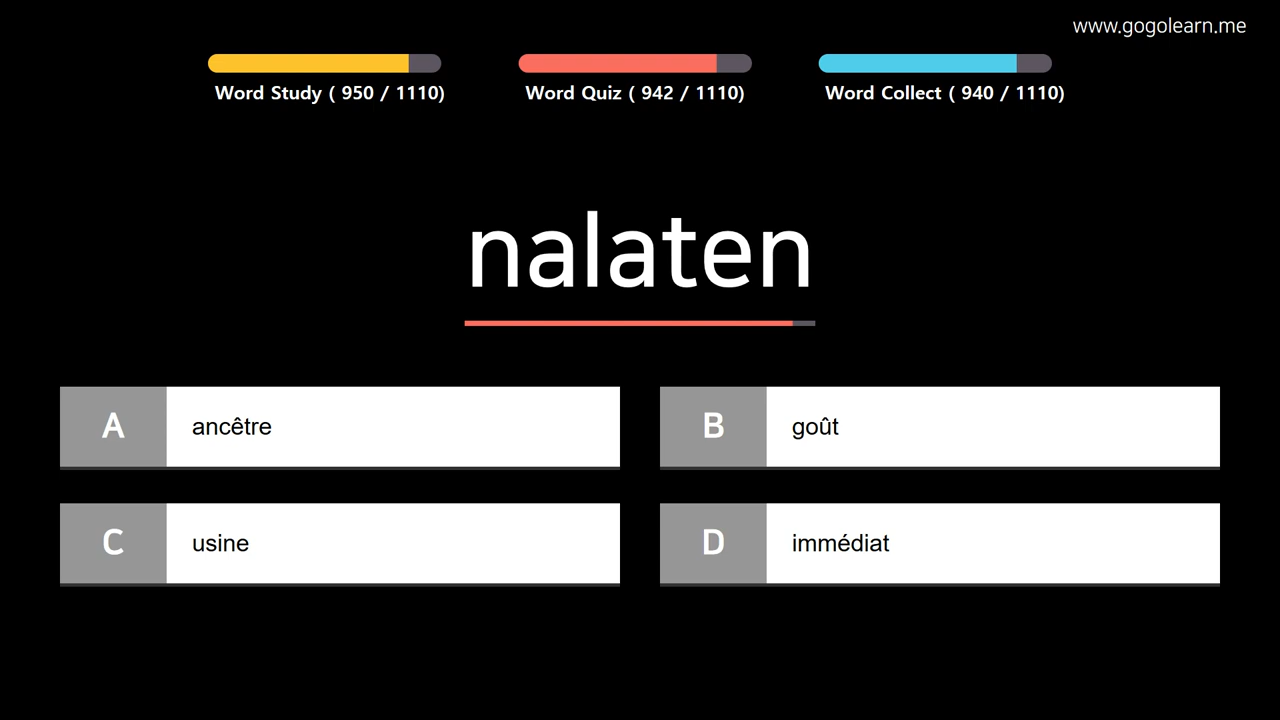 www.gogolearn.me
Word Study ( 950 / 1110)
Word Quiz ( 942 / 1110)
Word Collect ( 940 / 1110)
nalaten
A ancêtre
B goût
C usine
D immédiat